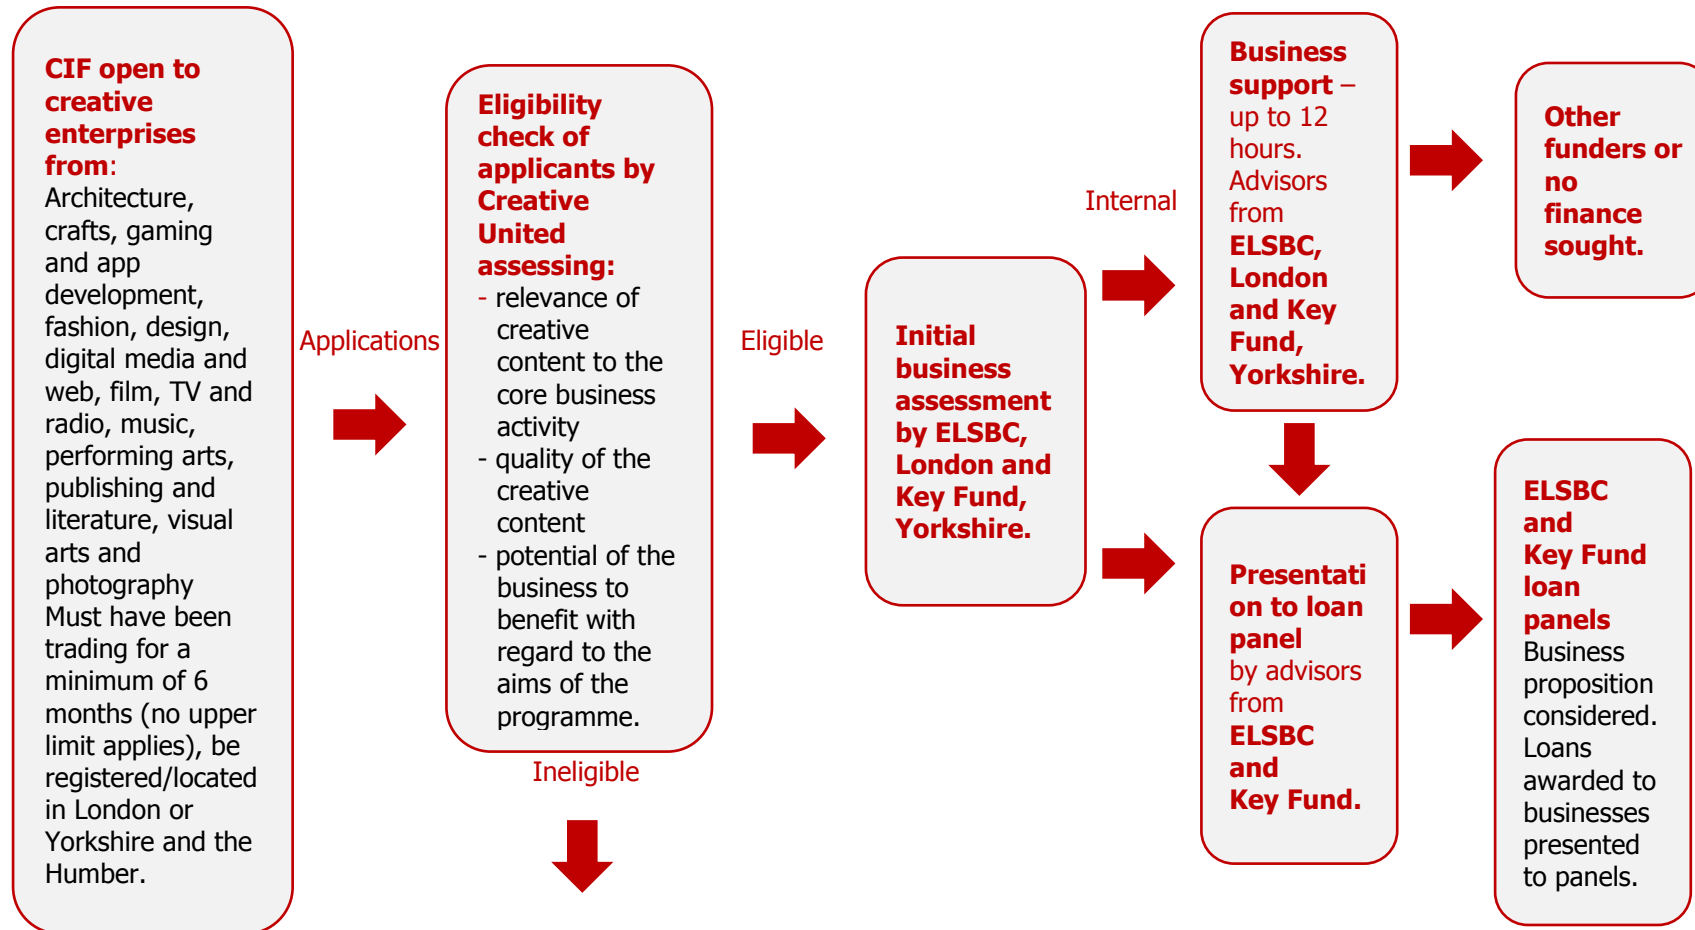 CIF open to
creative
enterprises
from:
Architecture,
crafts, gaming
and app
development,
fashion, design,
digital media and
web, film, TV and
radio, music,
performing arts,
publishing and
literature, visual
arts and
photography
Must have been
trading for a
minimum of 6
months (no upper
limit applies), be
registered/located
in London or
Yorkshire and the
Humber.
Applications
Eligibility
check of
applicants by
Creative
United
assessing:
- relevance of
creative
content to the
core business
activity
- quality of the
creative
content
- potential of the
business to
benefit with
regard to the
aims of the
programme.
Ineligible
Eligible
Initial
business
assessment
by ELSBC,
London and
Key Fund,
Yorkshire.
Internal
Business
support –
up to 12
hours.
Advisors
from
ELSBC,
London
and Key
Fund,
Yorkshire.
Other
funders or
no
finance
sought.
Presentati
on to loan
panel
by advisors
from
ELSBC
and
Key Fund.
ELSBC
and
Key Fund
loan
panels
Business
proposition
considered.
Loans
awarded to
businesses
presented
to panels.